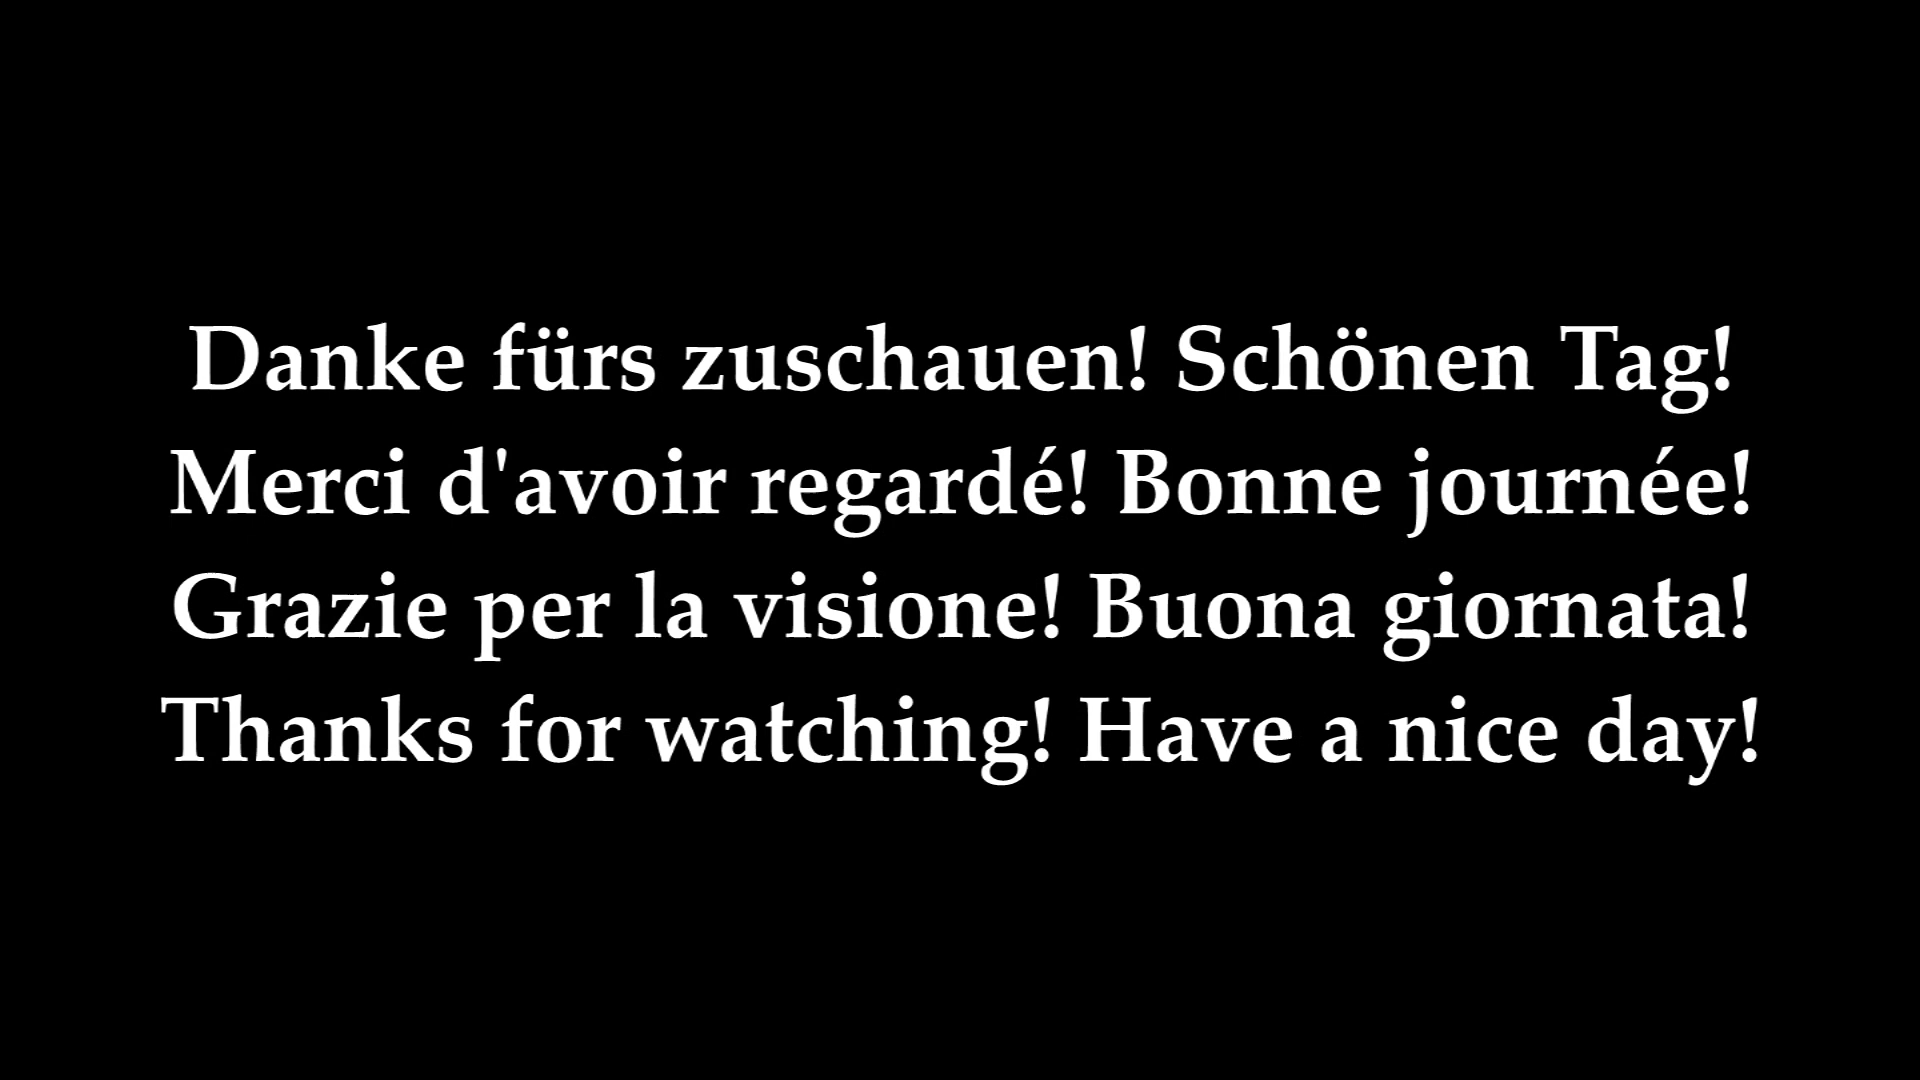 Danke fürs zuschauen! Schönen Tag!
Merci d'avoir regardé! Bonne journée!
Grazie per la visione! Buona giornata!
Thanks for watching! Have a nice day!